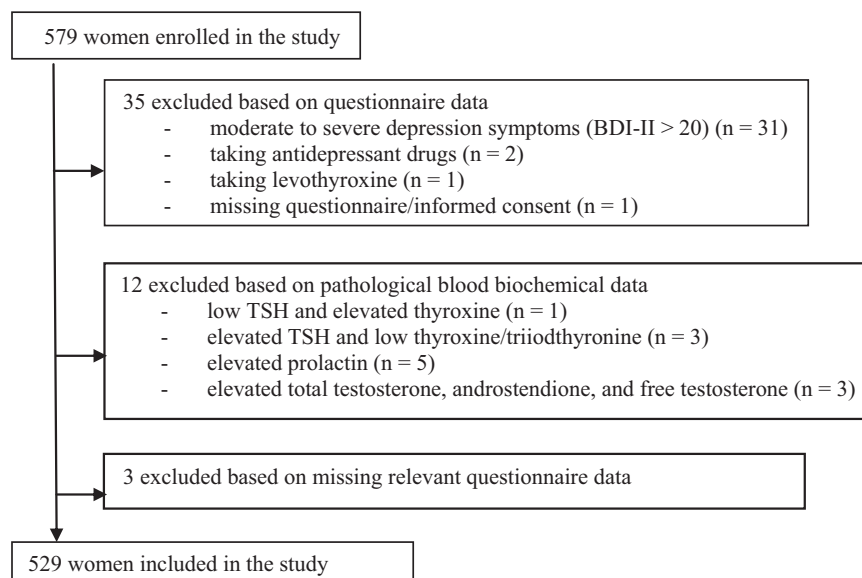 579 women enrolled in the study
35 excluded based on questionnaire data
- moderate to severe depression symptoms (BDI-II > 20) (n = 31)
- taking antidepressant drugs (n = 2)
- taking levothyroxine (n = 1)
- missing questionnaire/informed consent (n = 1)
12 excluded based on pathological blood biochemical data
- low TSH and elevated thyroxine (n = 1)
- elevated TSH and low thyroxine/triiodthyronine (n = 3)
- elevated prolactin (n = 5)
- elevated total testosterone, androstendione, and free testosterone (n = 3)
3 excluded based on missing relevant questionnaire data
529 women included in the study